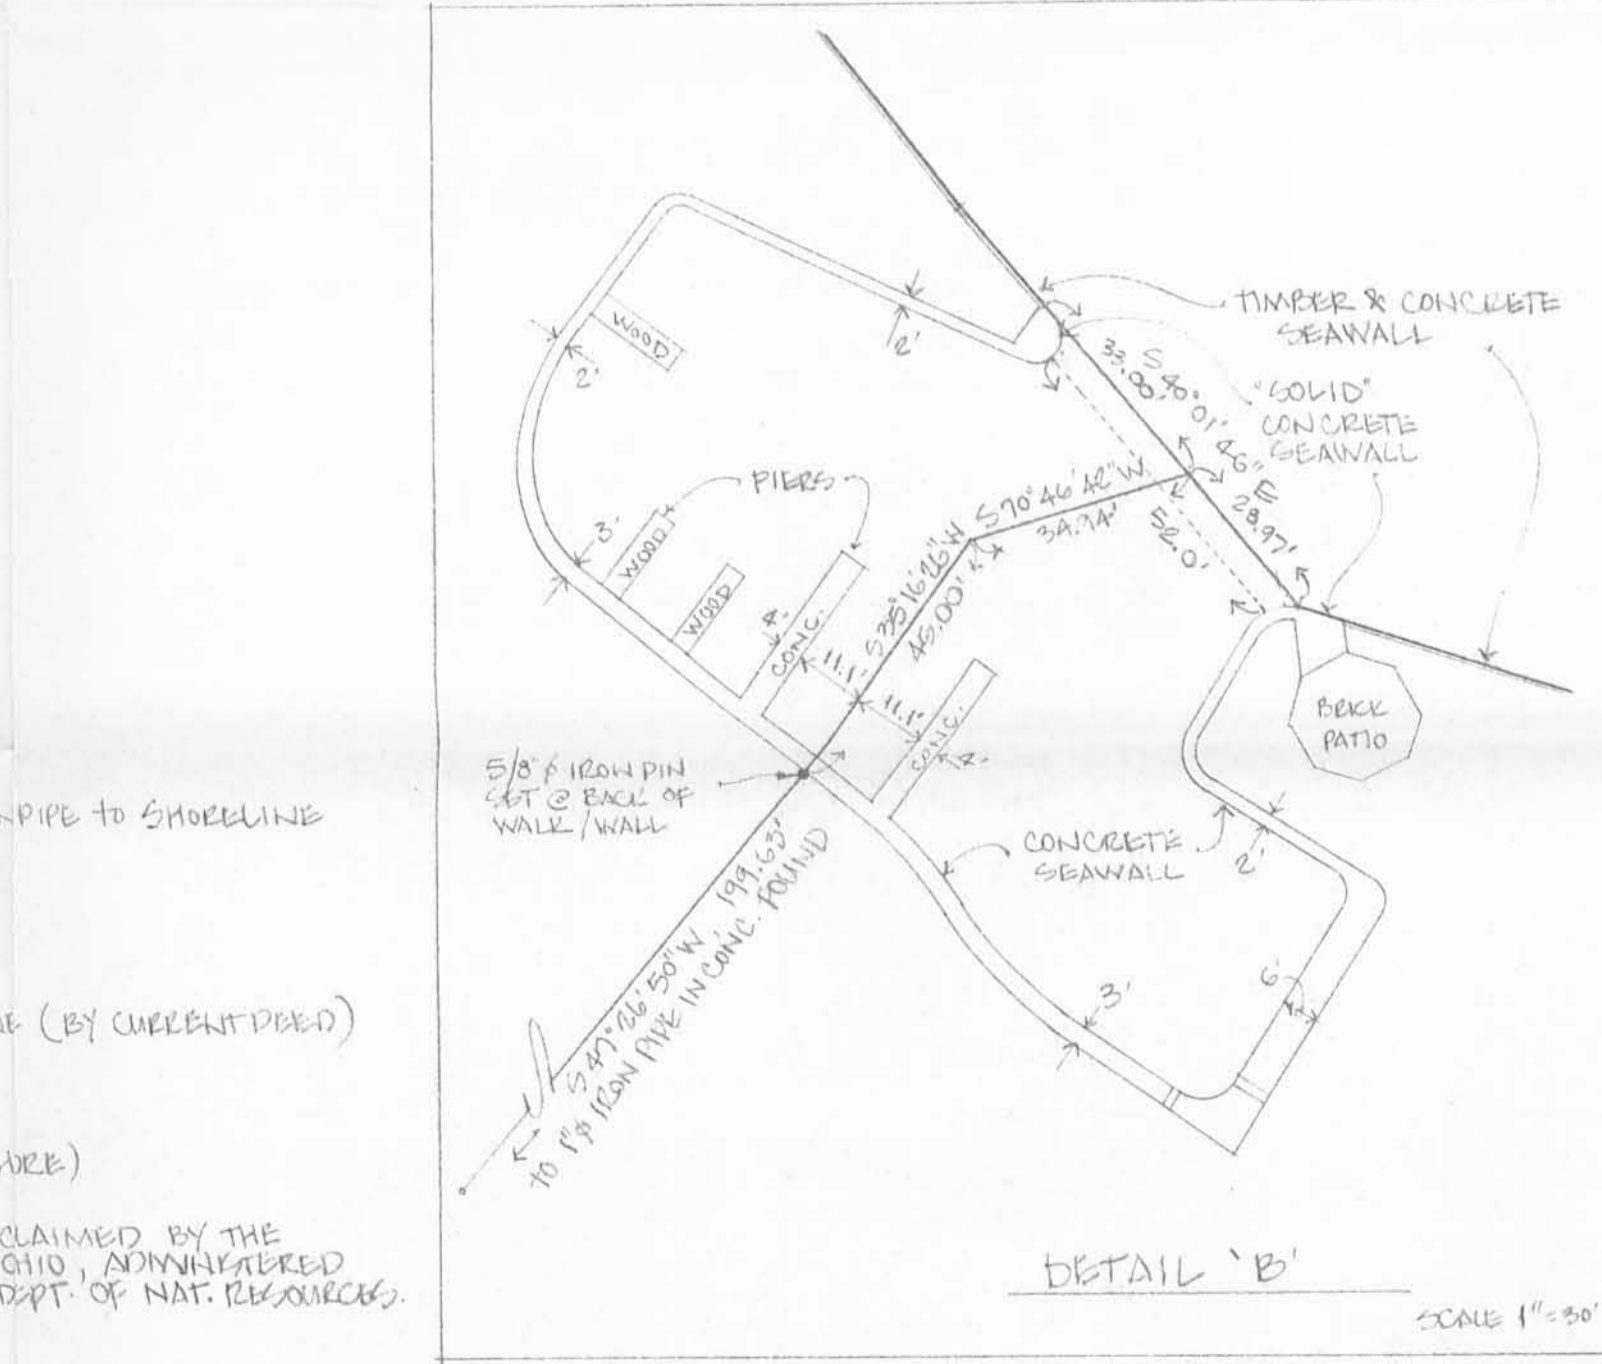 TIMBER & CONCRETE
SEAWALL
"SOLID"
CONCRETE
SEAWALL
33.8
S 48° 01' 46" E
28.97'
52.0'
S 70° 46' 42" W
34.74'
S 35° 16' 26" W
45.00'
WOOD
2'
2'
PIERS
3'
WOOD
WOOD
4'
CONC.
11.1'
11.1'
CONC.
BRICK
PATIO
5/8" ø IRON PIN
SET @ BACK OF
WALK / WALL
CONCRETE
SEAWALL
2'
6'
3'
S 47° 26' 50" W 199.63'
TO 1" ø IRON PIPE IN CONC. FOUND
NPIPE TO SHORELINE
(BY CURRENT DEED)
CLAIMED BY THE
OHIO, ADMINISTERED
DEPT. OF NAT. RESOURCES.
DETAIL 'B'
SCALE 1"=30'